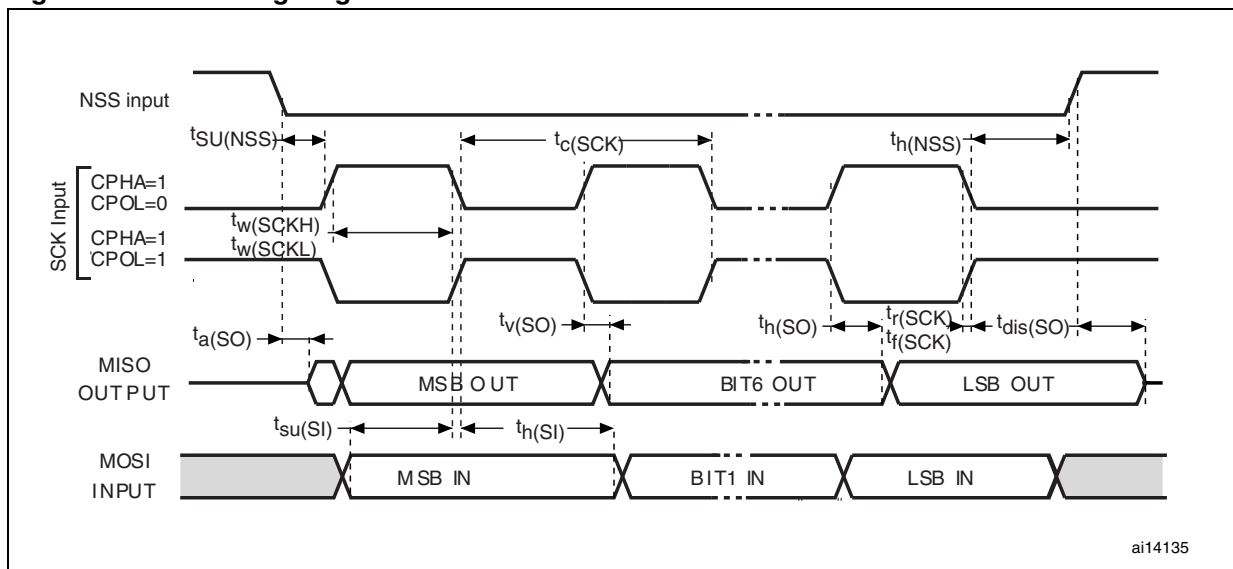 NSS input
tSU(NSS)
tc(SCK)
th(NSS)
SCK Input
CPHA=1
CPOL=0
tw(SCKH)
tw(SCKL)
CPHA=1
CPOL=1
ta(SO)
tv(SO)
th(SO)
tr(SCK)
tf(SCK)
tdis(SO)
MISO
OUTPUT
MSB OUT
BIT6 OUT
LSB OUT
tsu(SI)
th(SI)
MOSI
INPUT
MSB IN
BIT1 IN
LSB IN
ai14135